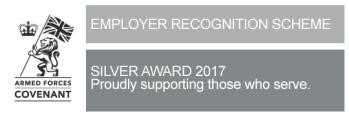 EMPLOYER RECOGNITION SCHEME
SILVER AWARD 2017
Proudly supporting those who serve.
ARMED FORCES
COVENANT